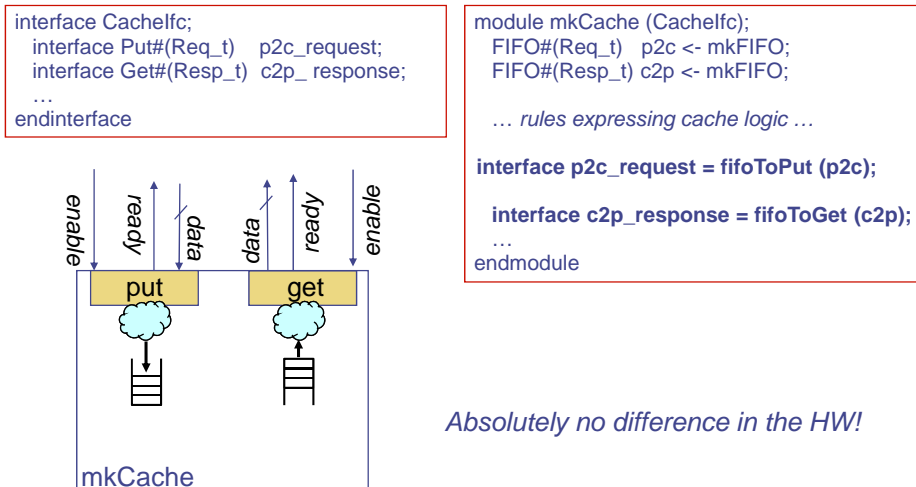 interface CacheIfc;
interface Put#(Req_t) p2c_request;
interface Get#(Resp_t) c2p_ response;
…
endinterface
module mkCache (CacheIfc);
FIFO#(Req_t) p2c <- mkFIFO;
FIFO#(Resp_t) c2p <- mkFIFO;
… rules expressing cache logic …
interface p2c_request = fifoToPut (p2c);
interface c2p_response = fifoToGet (c2p);
…
endmodule
enable
ready
data
data
ready
enable
put
get
Absolutely no difference in the HW!
mkCache